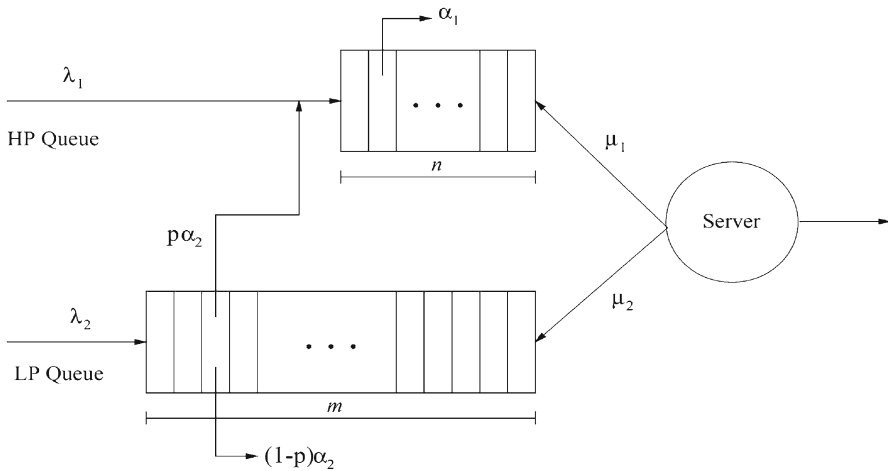 α₁
λ₁
. . .
HP Queue
μ₁
n
Server
pα₂
λ₂
μ₂
. . .
LP Queue
m
(1-p)α₂